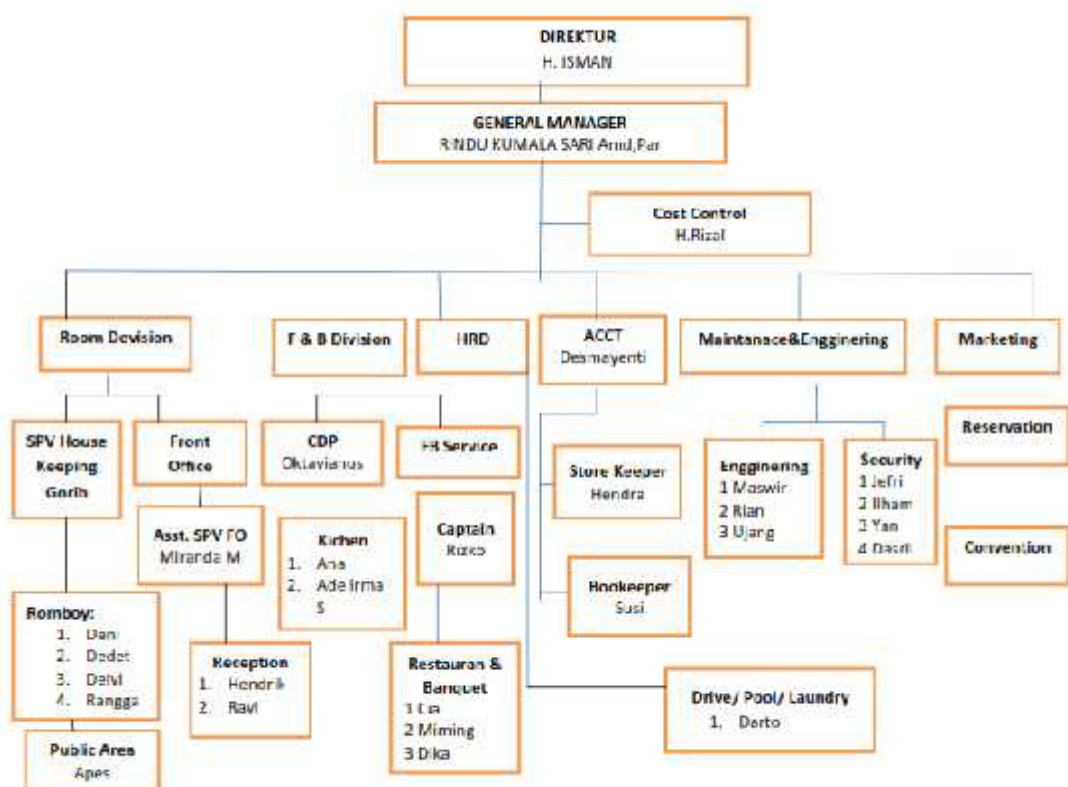 DIREKTUR
H. ISMAN
GENERAL MANAGER
RINDU KUMALA SARI Amd,Par
Cost Control
H.Rizal
Room Devision
F & B Division
HRD
ACCT
Desmayenti
Maintanace&Engginering
Marketing
SPV House
Keeping
Front
Office
CDP
Oktavianus
FB Service
Store Keeper
Hendra
Engginering
1 Maswir
2 Rian
3 Ujang
Security
1 Jefri
2 Ilham
3 Yan
4
Reservation
Convention
Asst. SPV FO
Miranda M
Kichen
1. Ana
2. Ade Irma
S
Captain
Rizko
Bookeeper
Susi
Romboy:
1. Dani
2. Dedet
3. Delvi
4. Rangga
Reception
1. Hendrik
2. Ravi
Restauran &
Banquet
1
2 Miming
3 Dika
Drive/ Pool/ Laundry
1. Darto
Public Area
Apes